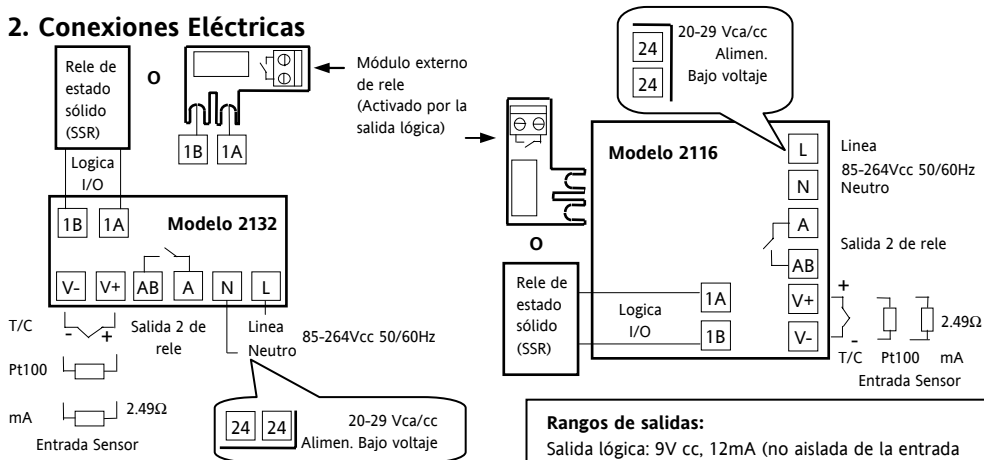 2. Conexiones Eléctricas
Rele de
estado
sólido
(SSR)
O
1B 1A
Módulo externo
de rele
(Activado por la
salida lógica)
Logica
I/O
1B 1A
Modelo 2132
V- V+ AB A N L
T/C
- +
Salida 2 de
rele
Linea
Neutro
85-264Vcc 50/60Hz
Pt100
mA
2.49Ω
Entrada Sensor
24 24
20-29 Vca/cc
Alimen. Bajo voltaje
24
24
20-29 Vca/cc
Alimen.
Bajo voltaje
Modelo 2116
L
N
A
AB
V+
V-
Linea
85-264Vcc 50/60Hz
Neutro
Salida 2 de rele
O
Rele de
estado
sólido
(SSR)
Logica
I/O
1A
1B
+
-
2.49Ω
T/C Pt100 mA
Entrada Sensor
Rangos de salidas:
Salida lógica: 9V cc, 12mA (no aislada de la entrada